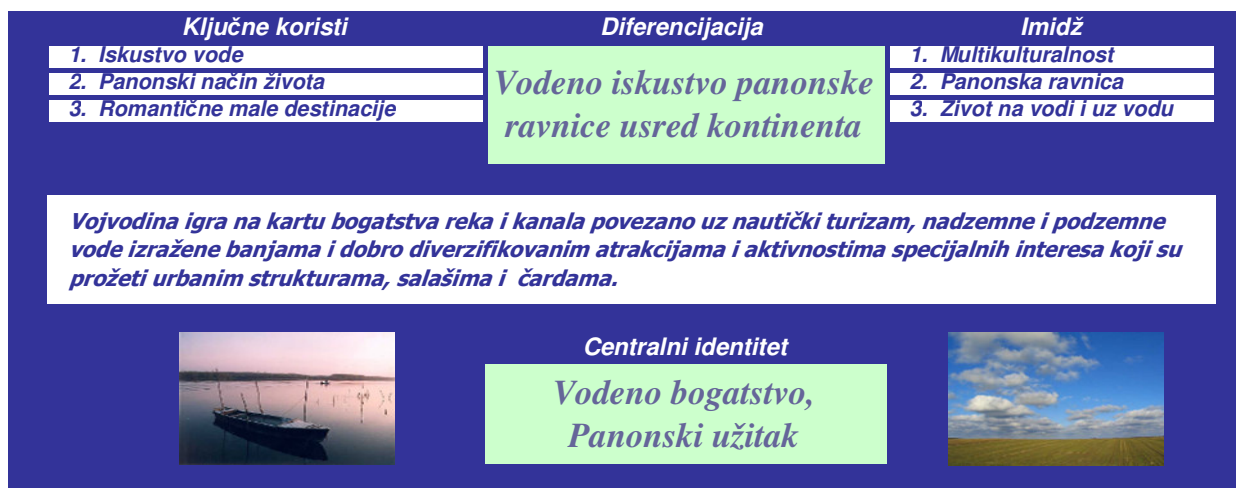 Ključne koristi
1. Iskustvo vode
2. Panonski način života
3. Romantične male destinacije
Diferencijacija
Vodeno iskustvo panonske
ravnice usred kontinenta
Imidž
1. Multikulturalnost
2. Panonska ravnica
3. Zivot na vodi i uz vodu
Vojvodina igra na kartu bogatstva reka i kanala povezano uz nautički turizam, nadzemne i podzemne
vode izražene banjama i dobro diverzifikovanim atrakcijama i aktivnostima specijalnih interesa koji su
prožeti urbanim strukturama, salašima i čardama.
Centralni identitet
Vodeno bogatstvo,
Panonski užitak